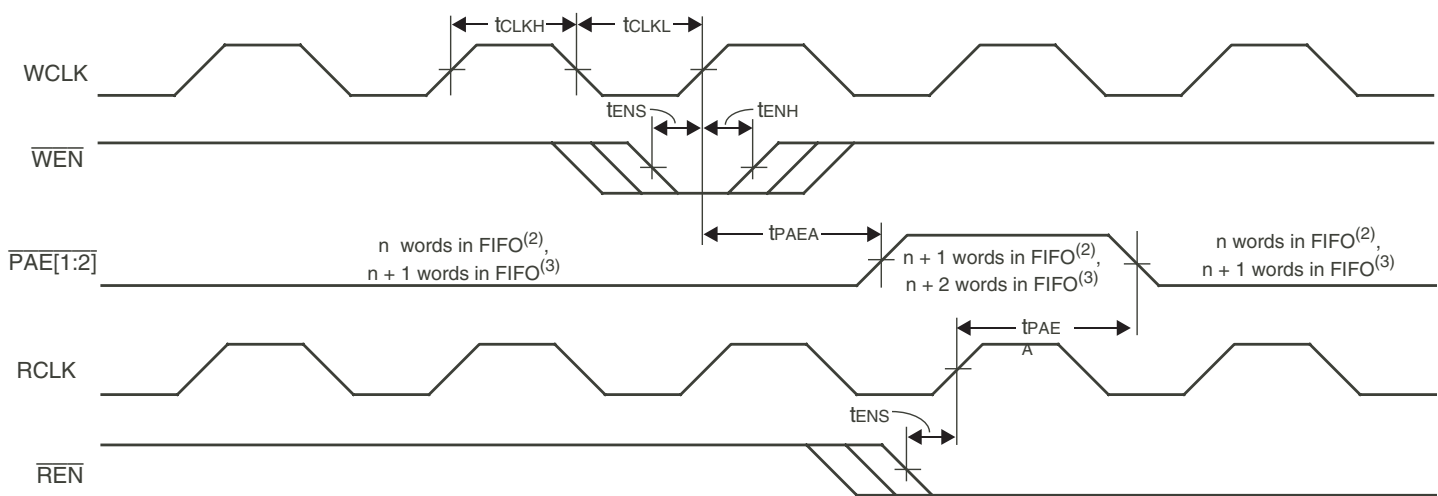 tCLKH
tCLKL
WCLK
tENS
tENH
WEN
tPAEA
PAE[1:2]
n words in FIFO(2),
n + 1 words in FIFO(3)
n + 1 words in FIFO(2),
n + 2 words in FIFO(3)
n words in FIFO(2),
n + 1 words in FIFO(3)
tPAE
A
RCLK
tENS
REN